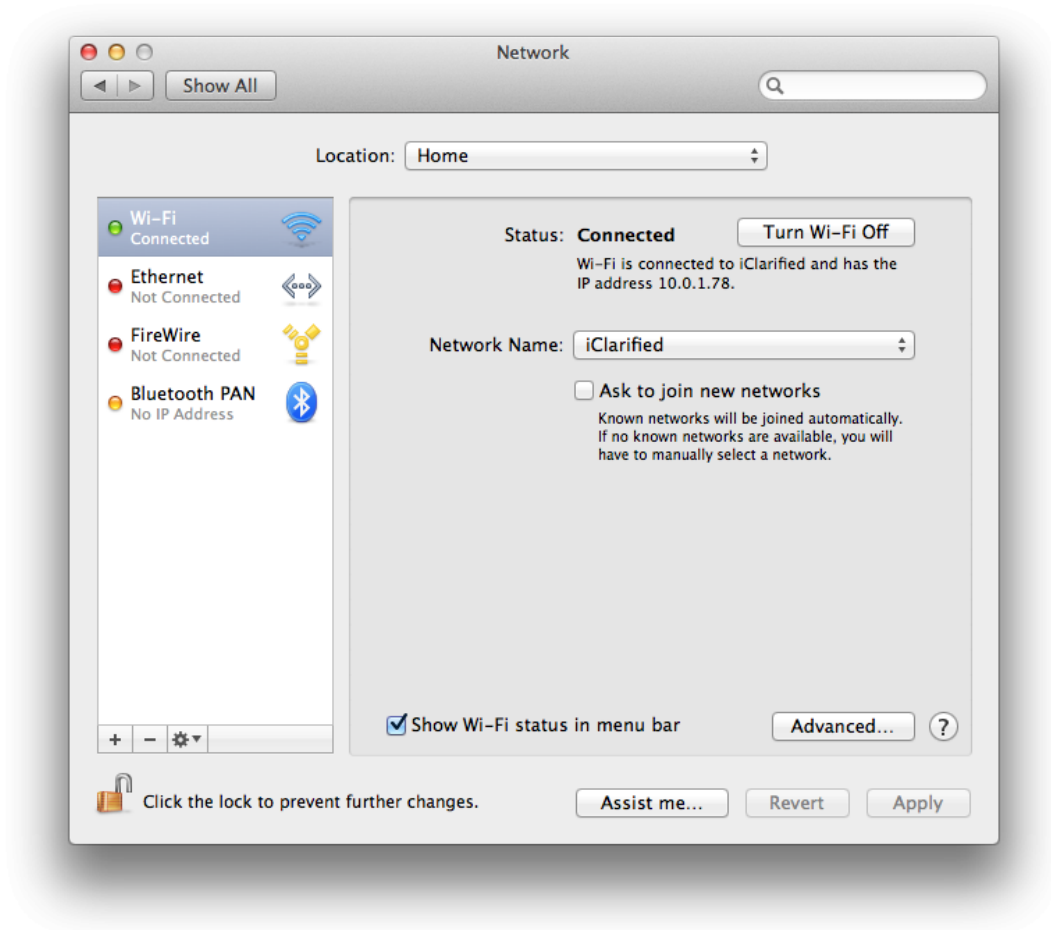 Network
Show All
Location: Home
Wi-Fi
Connected
Ethernet
Not Connected
FireWire
Not Connected
Bluetooth PAN
No IP Address
Status: Connected
Turn Wi-Fi Off
Wi-Fi is connected to iClarified and has the
IP address 10.0.1.78.
Network Name: iClarified
Ask to join new networks
Known networks will be joined automatically.
If no known networks are available, you will
have to manually select a network.
Show Wi-Fi status in menu bar
Advanced...
?
Click the lock to prevent further changes.
Assist me...
Revert
Apply